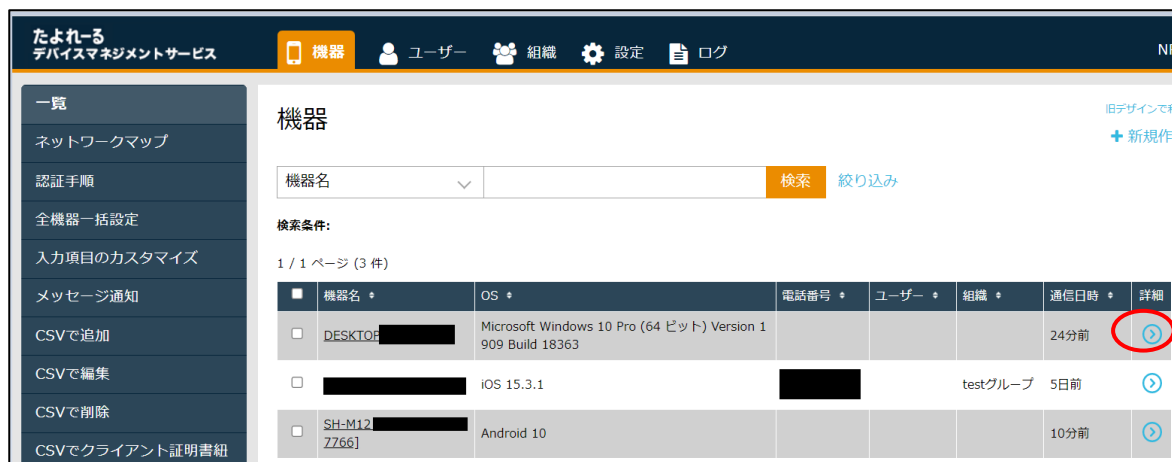 たよれーる
デバイスマネジメントサービス
機器 ユーザー 組織 設定 ログ
一覧
ネットワークマップ
認証手順
全機器一括設定
入力項目のカスタマイズ
メッセージ通知
CSVで追加
CSVで編集
CSVで削除
CSVでクライアント証明書紐
機器
旧デザインで
+ 新規作
機器名 検索 絞り込み
検索条件:
1 / 1 ページ (3 件)
機器名 OS 電話番号 ユーザー 組織 通信日時 詳細
DESKTOP Microsoft Windows 10 Pro (64 ビット) Version 1
909 Build 18363 24分前
iOS 15.3.1 testグループ 5日前
SH-M12
7766] Android 10 10分前